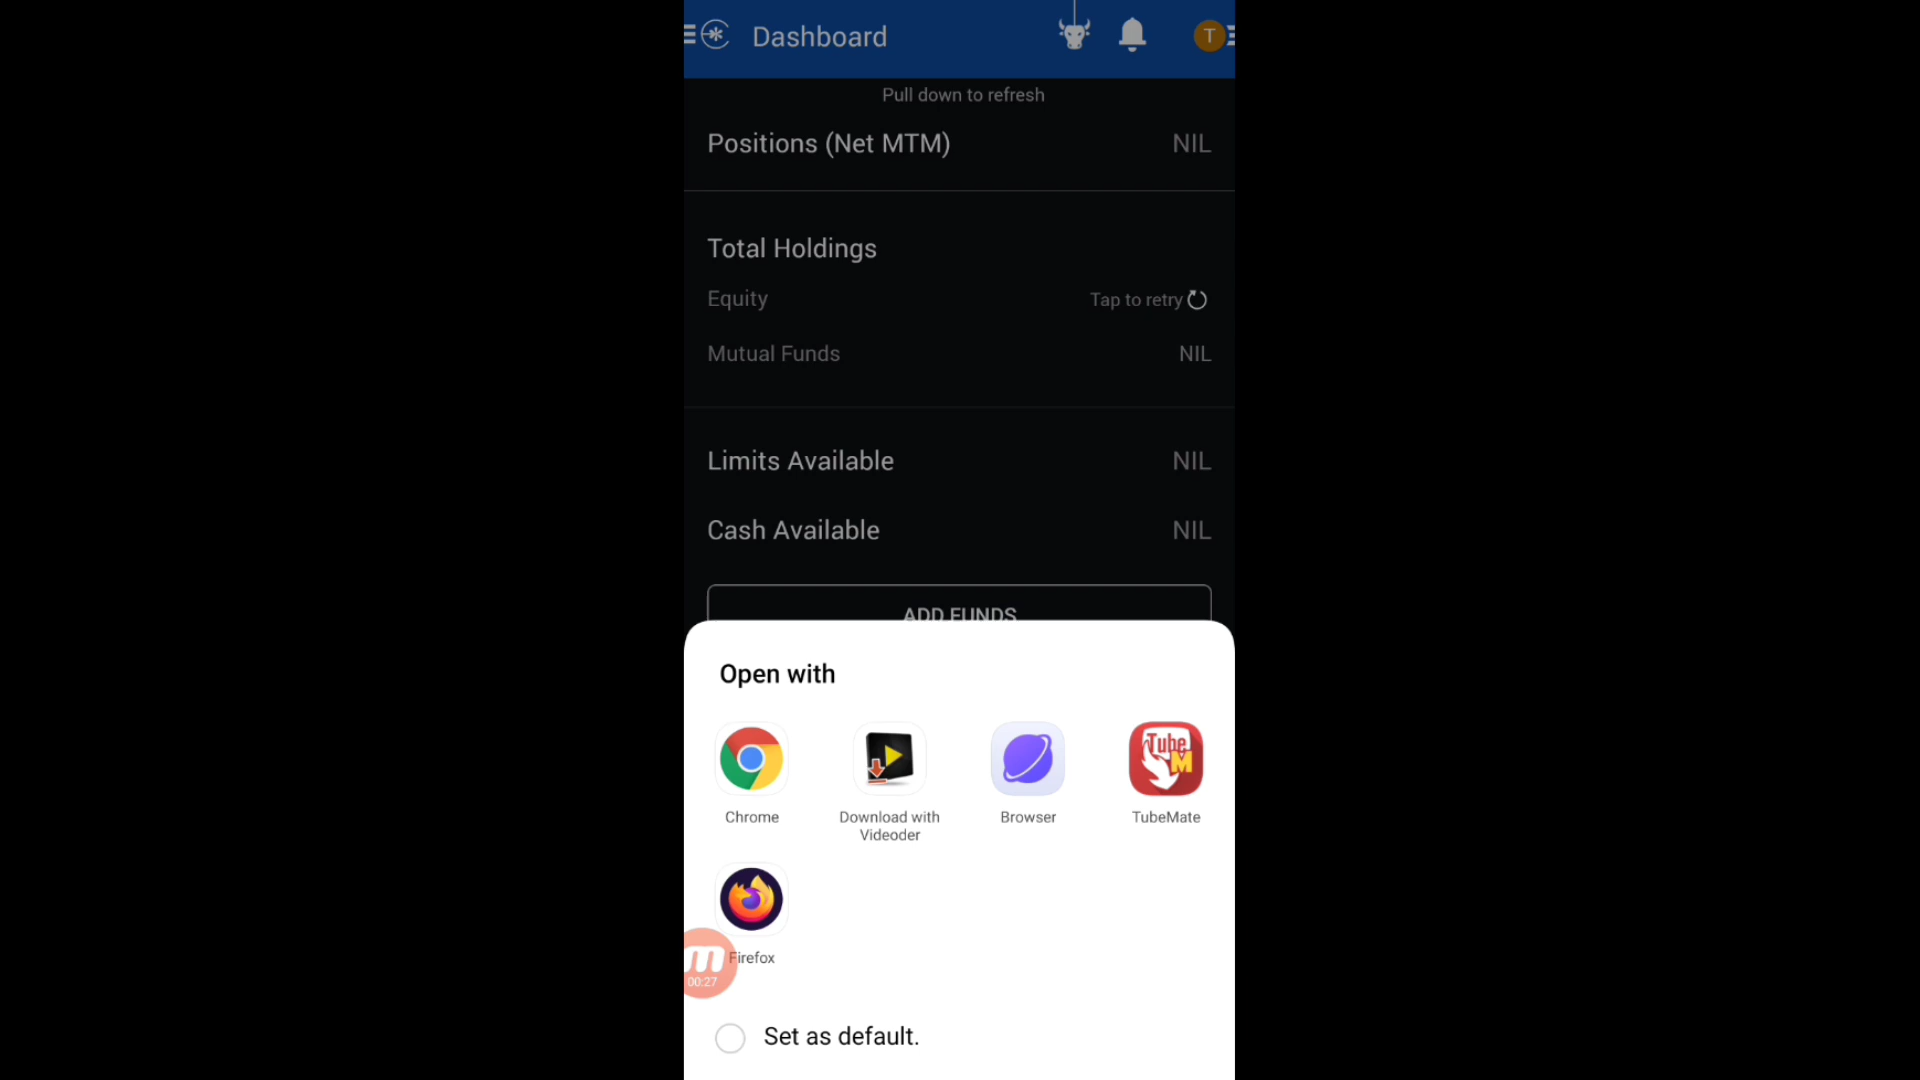 Dashboard
T
Pull down to refresh
Positions (Net MTM) NIL
Total Holdings
Equity Tap to retry
Mutual Funds NIL
Limits Available NIL
Cash Available NIL
ADD FUNDS
Open with
Tube
M
Chrome Download with Videoder Browser TubeMate
m
00:27
Firefox
Set as default.